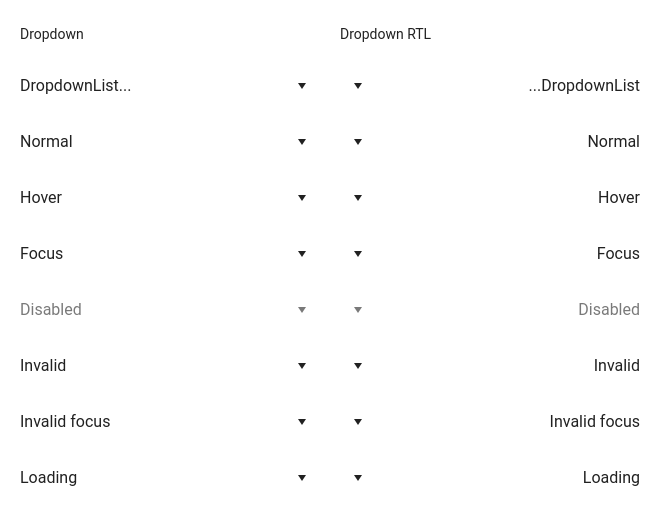 Dropdown Dropdown RTL
DropdownList... ...DropdownList
Normal Normal
Hover Hover
Focus Focus
Disabled Disabled
Invalid Invalid
Invalid focus Invalid focus
Loading Loading